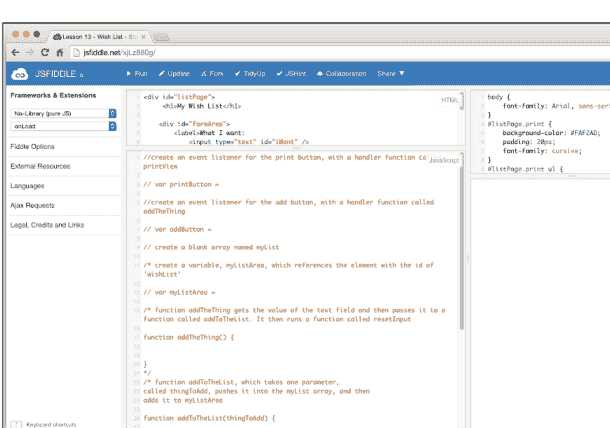 Lesson 13 - Wish List -
jsfiddle.net/xjLz880g/
JSFIDDLE
Run Update Fork TidyUp JSHint Collaboration Share
Frameworks & Extensions
No-Library (pure JS)
onLoad
Fiddle Options
External Resources
Languages
Ajax Requests
Legal, Credits and Links
Keyboard shortcuts
HTML
<div id="listPage">
<h1>My Wish List</h1>
<div id="formArea">
<label>What I want:
<input type="text" id="iWant" />
JavaScript
//create an event listener for the print button, with a handler function
printView
// var printButton =
//create an event listener for the add button, with a handler function called
addTheThing
// var addButton =
// create a blank array named myList
/* create a variable, myListArea, which references the element with the id of
'wishList'
// var myListArea =
/* function addTheThing gets the value of the text field and then passes it to a
function called addToTheList. It then runs a function called resetInput
function addTheThing() {
}
*/
/* function addToTheList, which takes one parameter,
called thingToAdd, pushes it into the myList array, and then
adds it to myListArea
function addToTheList(thingToAdd) {
body {
font-family: Arial, sans-seri
}
#listPage.print {
background-color: #FAF2AD;
padding: 20px;
font-family: cursive;
}
#listPage.print ul {